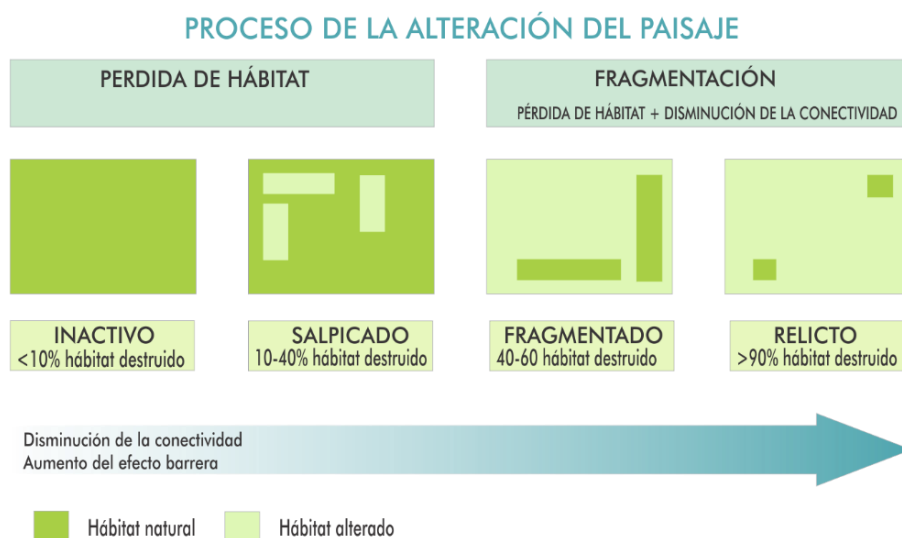 PROCESO DE LA ALTERACIÓN DEL PAISAJE
PERDIDA DE HÁBITAT
FRAGMENTACIÓN
PÉRDIDA DE HÁBITAT + DISMINUCIÓN DE LA CONECTIVIDAD
INACTIVO
<10% hábitat destruido
SALPICADO
10-40% hábitat destruido
FRAGMENTADO
40-60 hábitat destruido
RELICTO
>90% hábitat destruido
Disminución de la conectividad
Aumento del efecto barrera
Hábitat natural
Hábitat alterado